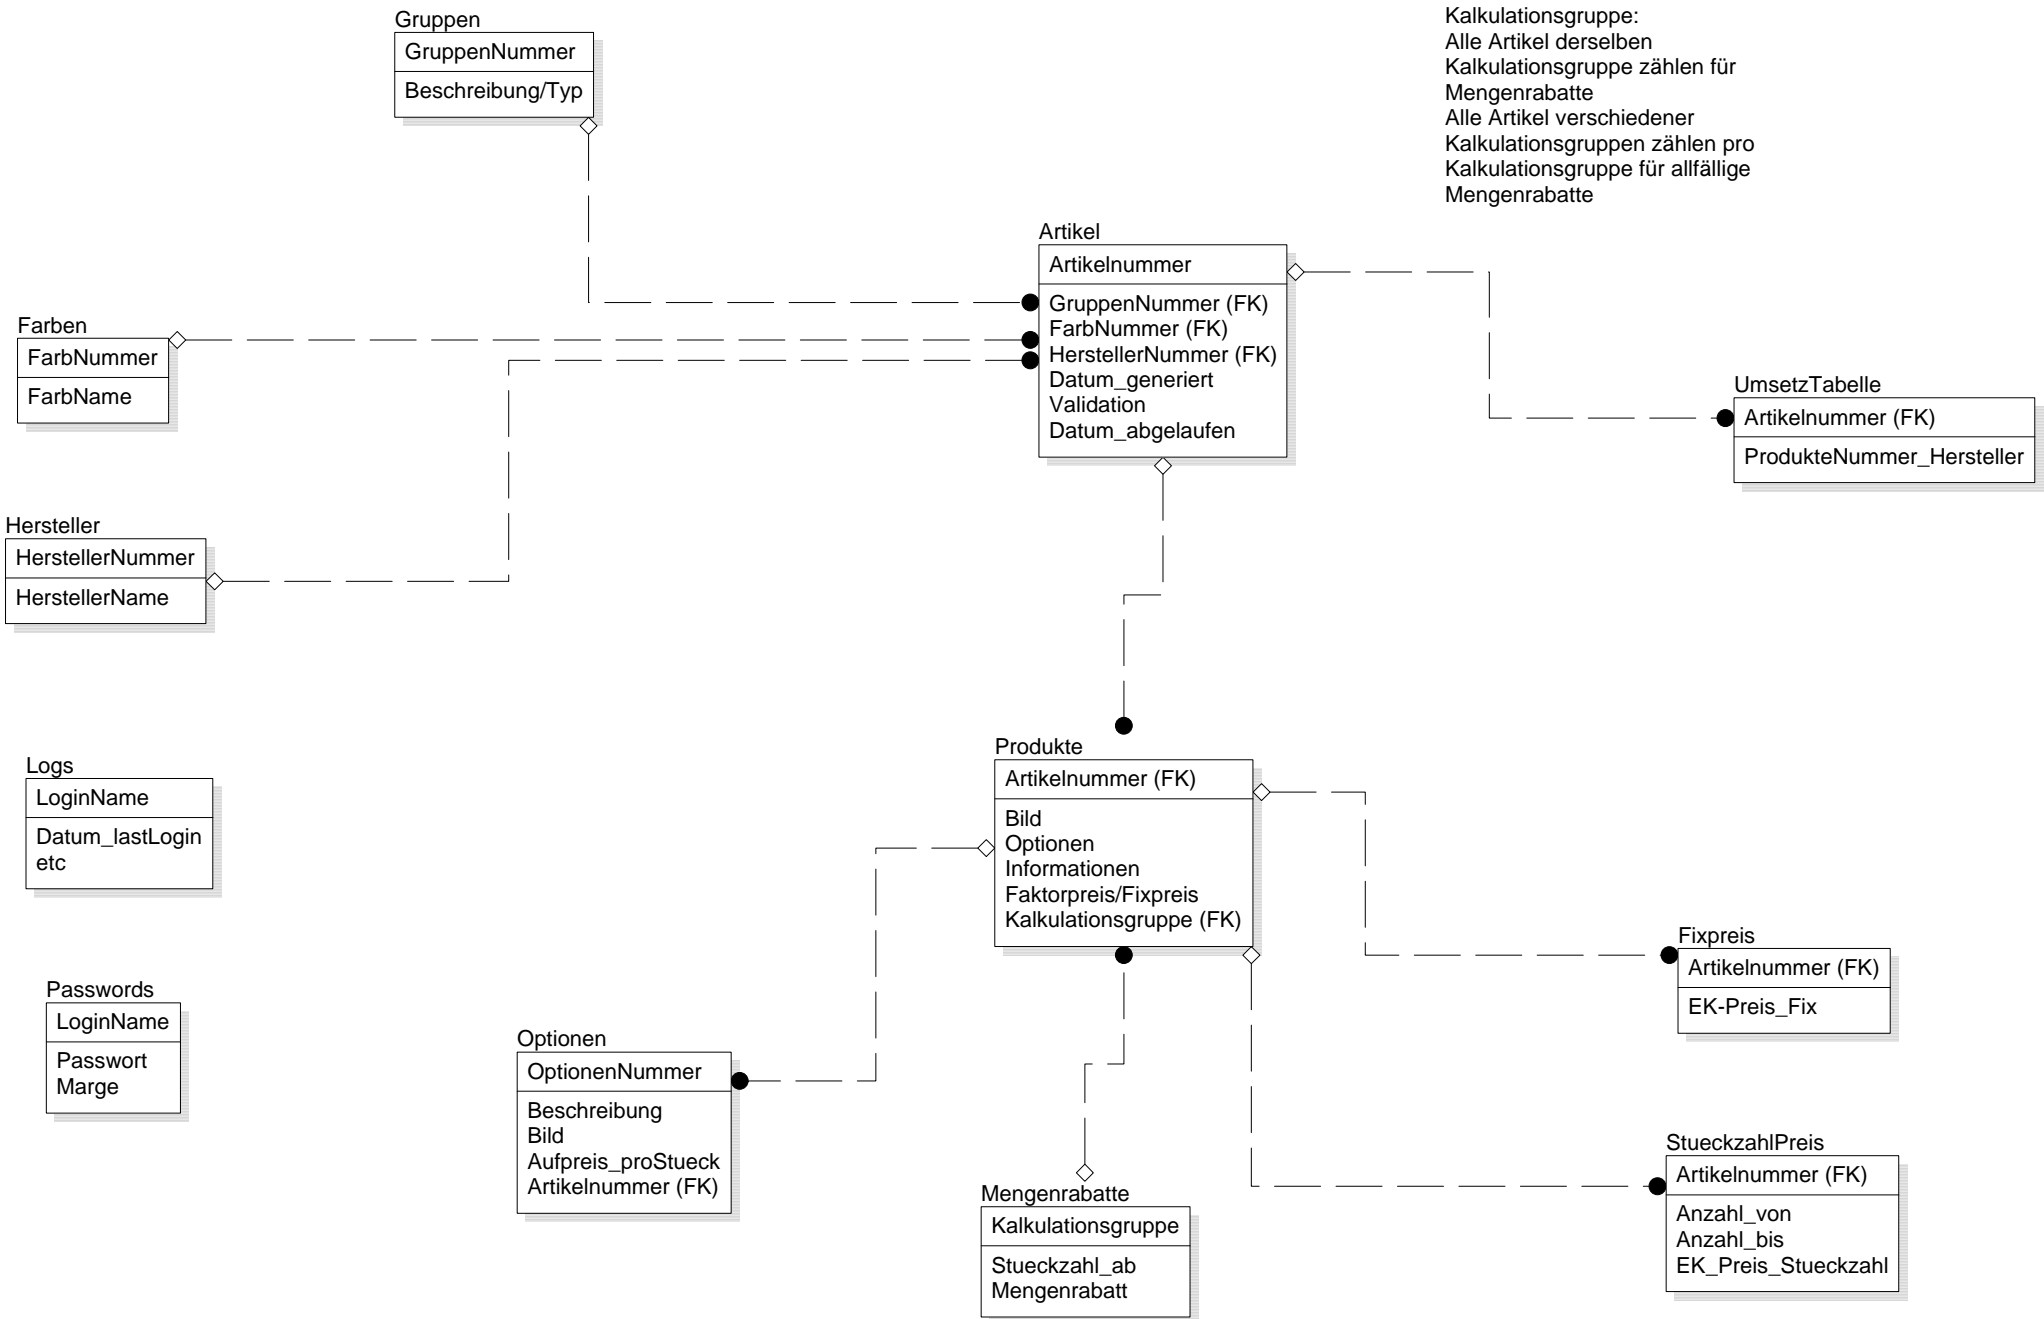 Gruppen
GruppenNummer
Beschreibung/Typ
Kalkulationsgruppe:
Alle Artikel derselben
Kalkulationsgruppe zählen für
Mengenrabatte
Alle Artikel verschiedener
Kalkulationsgruppen zählen pro
Kalkulationsgruppe für allfällige
Mengenrabatte
Artikel
Artikelnummer
GruppenNummer (FK)
FarbNummer (FK)
HerstellerNummer (FK)
Datum_generiert
Validation
Datum_abgelaufen
Farben
FarbNummer
FarbName
UmsetzTabelle
Artikelnummer (FK)
ProdukteNummer_Hersteller
Hersteller
HerstellerNummer
HerstellerName
Logs
LoginName
Datum_lastLogin
etc
Produkte
Artikelnummer (FK)
Bild
Optionen
Informationen
Faktorpreis/Fixpreis
Kalkulationsgruppe (FK)
Fixpreis
Artikelnummer (FK)
EK-Preis_Fix
Passwords
LoginName
Passwort
Marge
Optionen
OptionenNummer
Beschreibung
Bild
Aufpreis_proStueck
Artikelnummer (FK)
Mengenrabatte
Kalkulationsgruppe
Stueckzahl_ab
Mengenrabatt
StueckzahlPreis
Artikelnummer (FK)
Anzahl_von
Anzahl_bis
EK_Preis_Stueckzahl